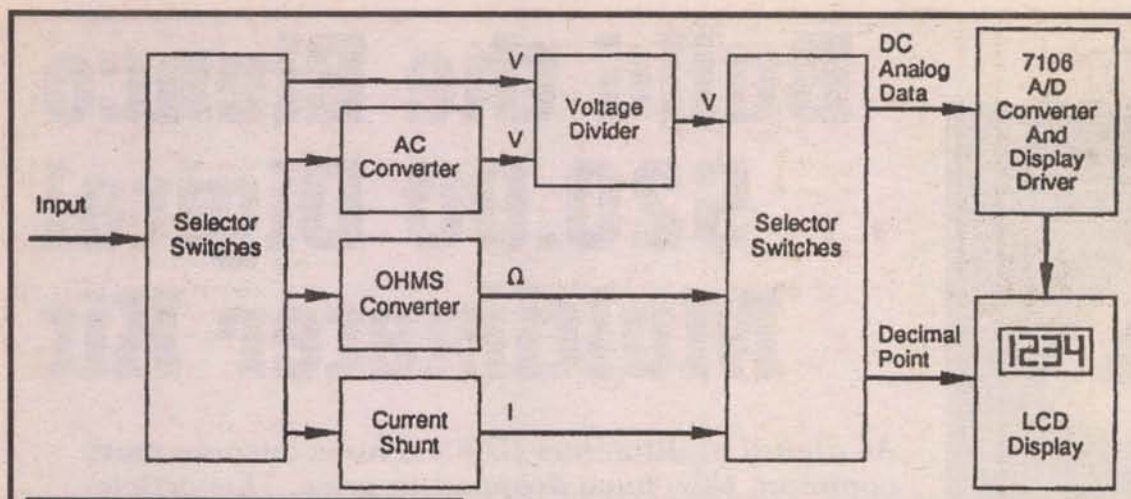 Input
Selector
Switches
V
AC
Converter
V
OHMS
Converter
Ω
Current
Shunt
I
Voltage
Divider
V
Selector
Switches
DC
Analog
Data
7106
A/D
Converter
And
Display
Driver
Decimal
Point
1234
LCD
Display